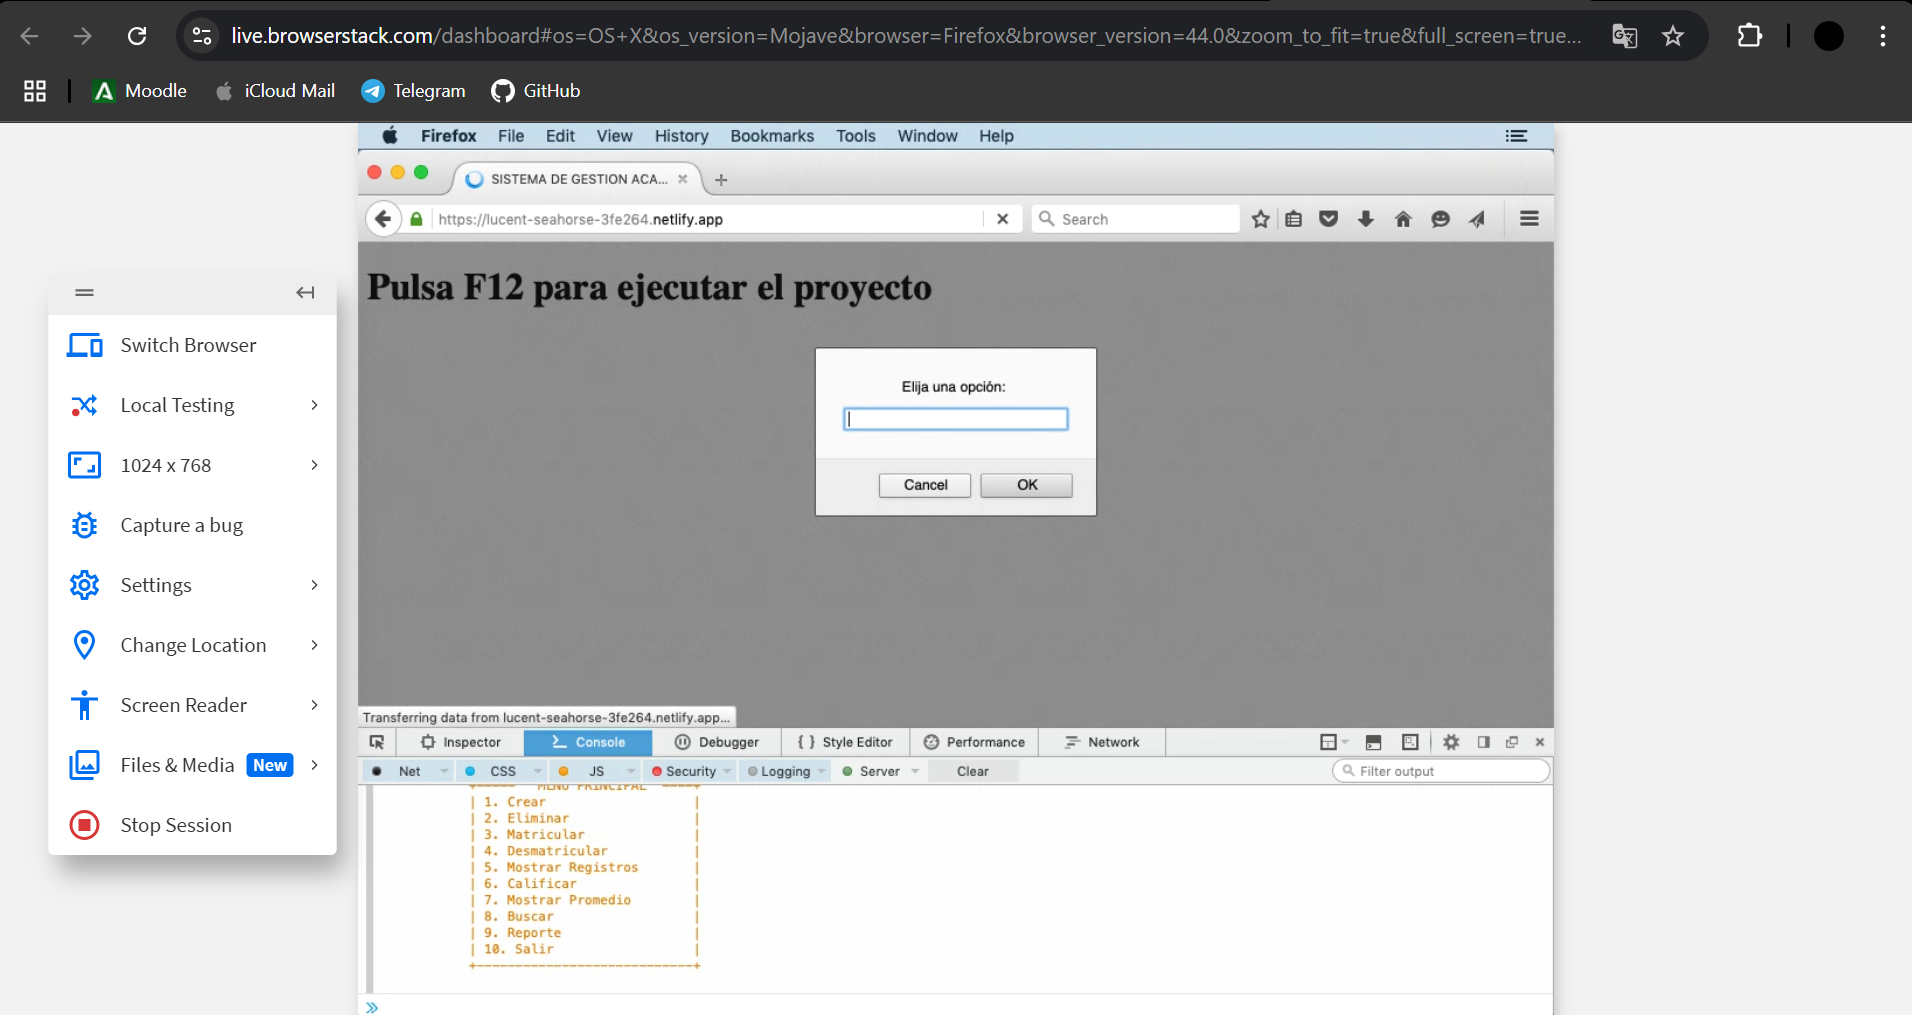 live.browserstack.com/dashboard#os=OS+X&os_version=Mojave&browser=Firefox&browser_version=44.0&zoom_to_fit=true&full_screen=true...
Moodle
iCloud Mail
Telegram
GitHub
Firefox File Edit View History Bookmarks Tools Window Help
SISTEMA DE GESTION ACA...
https://lucent-seahorse-3fe264.netlify.app
Search
Pulsa F12 para ejecutar el proyecto
Elija una opción:
Cancel OK
Switch Browser
Local Testing
1024 x 768
Capture a bug
Settings
Change Location
Screen Reader
Files & Media New
Stop Session
Transferring data from lucent-seahorse-3fe264.netlify.app...
Inspector Console Debugger { } Style Editor Performance Network
Net CSS JS Security Logging Server Clear Filter output
+----- MENU PRINCIPAL ----+
| 1. Crear |
| 2. Eliminar |
| 3. Matricular |
| 4. Desmatricular |
| 5. Mostrar Registros |
| 6. Calificar |
| 7. Mostrar Promedio |
| 8. Buscar |
| 9. Reporte |
| 10. Salir |
+----------------------------+